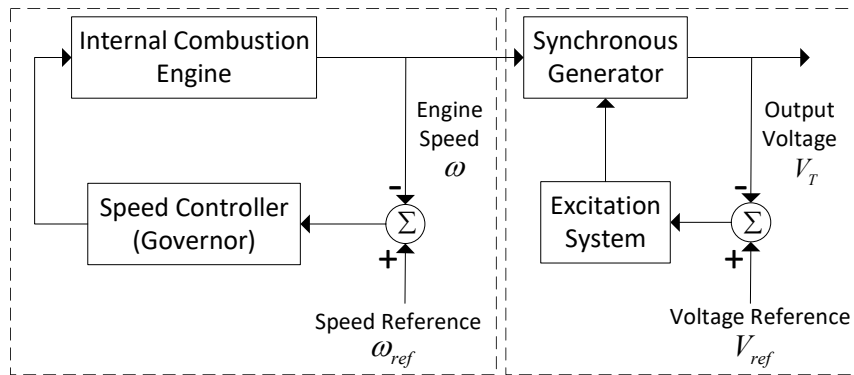 Internal Combustion
Engine
Synchronous
Generator
Engine
Speed
ω
Output
Voltage
V_T
-
-
Speed Controller
(Governor)
Σ
Excitation
System
Σ
+
+
Speed Reference
ω_ref
Voltage Reference
V_ref